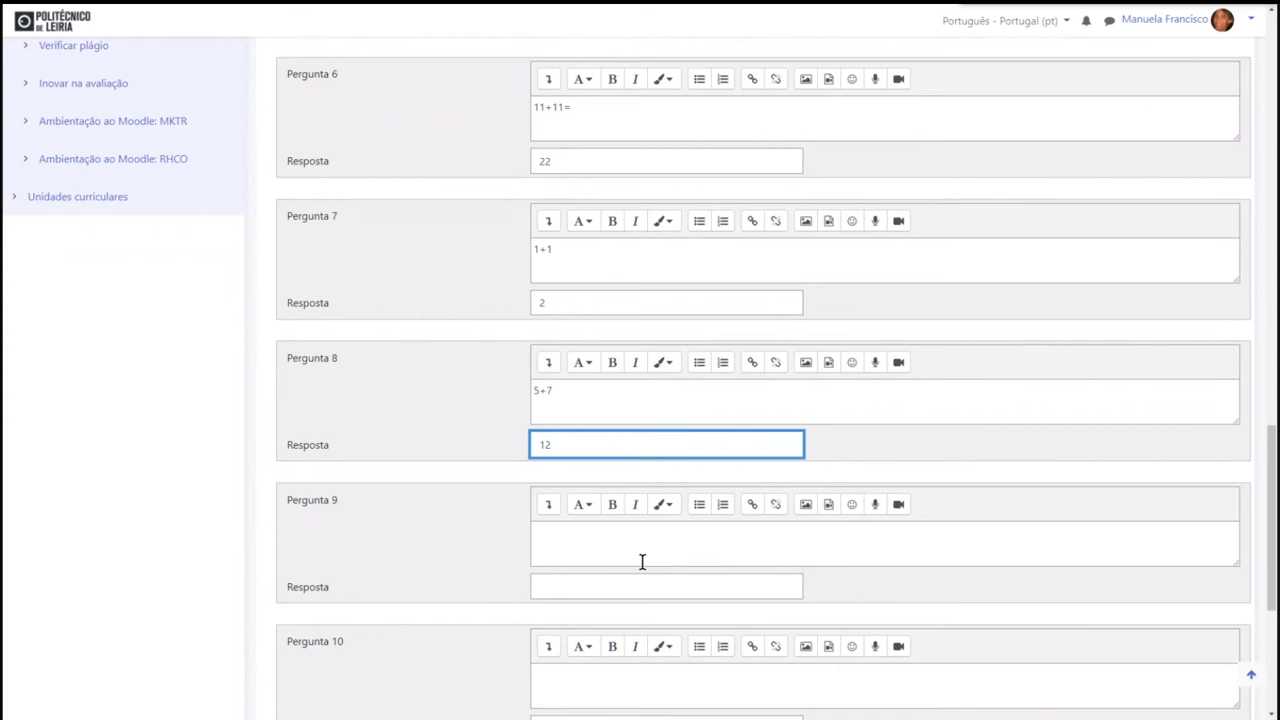 POLITÉCNICO
DE LEIRIA
Português - Portugal (pt)
Manuela Francisco
Verificar plágio
Inovar na avaliação
Ambientação ao Moodle: MKTR
Ambientação ao Moodle: RHCO
Unidades curriculares
Pergunta 6
A B I
11+11=
Resposta
22
Pergunta 7
A B I
1+1
Resposta
2
Pergunta 8
A B I
5+7
Resposta
12
Pergunta 9
A B I
Resposta
Pergunta 10
A B I